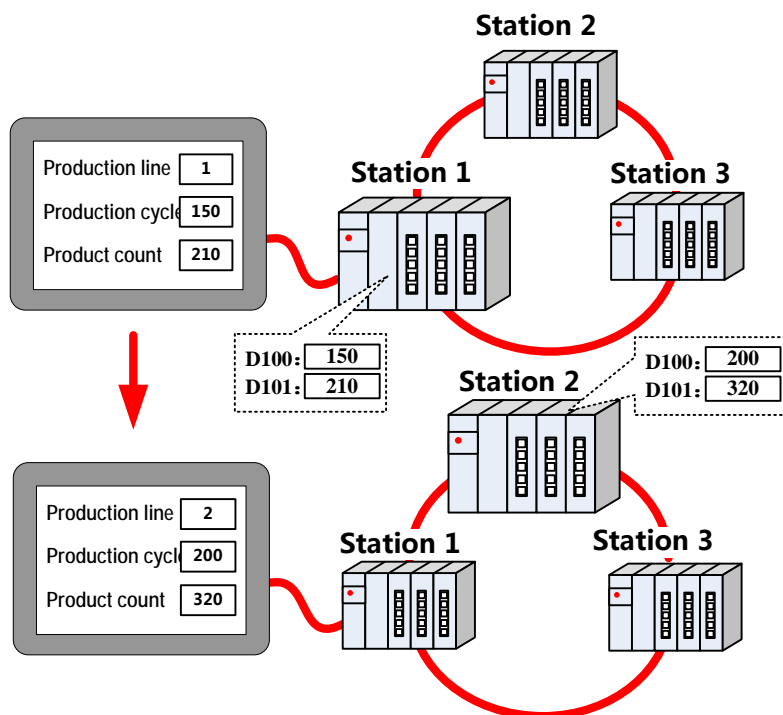 Station 2
Production line 1
Production cycle 150
Product count 210
Station 1
Station 3
D100: 150
D101: 210
D100: 200
D101: 320
Station 2
Production line 2
Production cycle 200
Product count 320
Station 1
Station 3